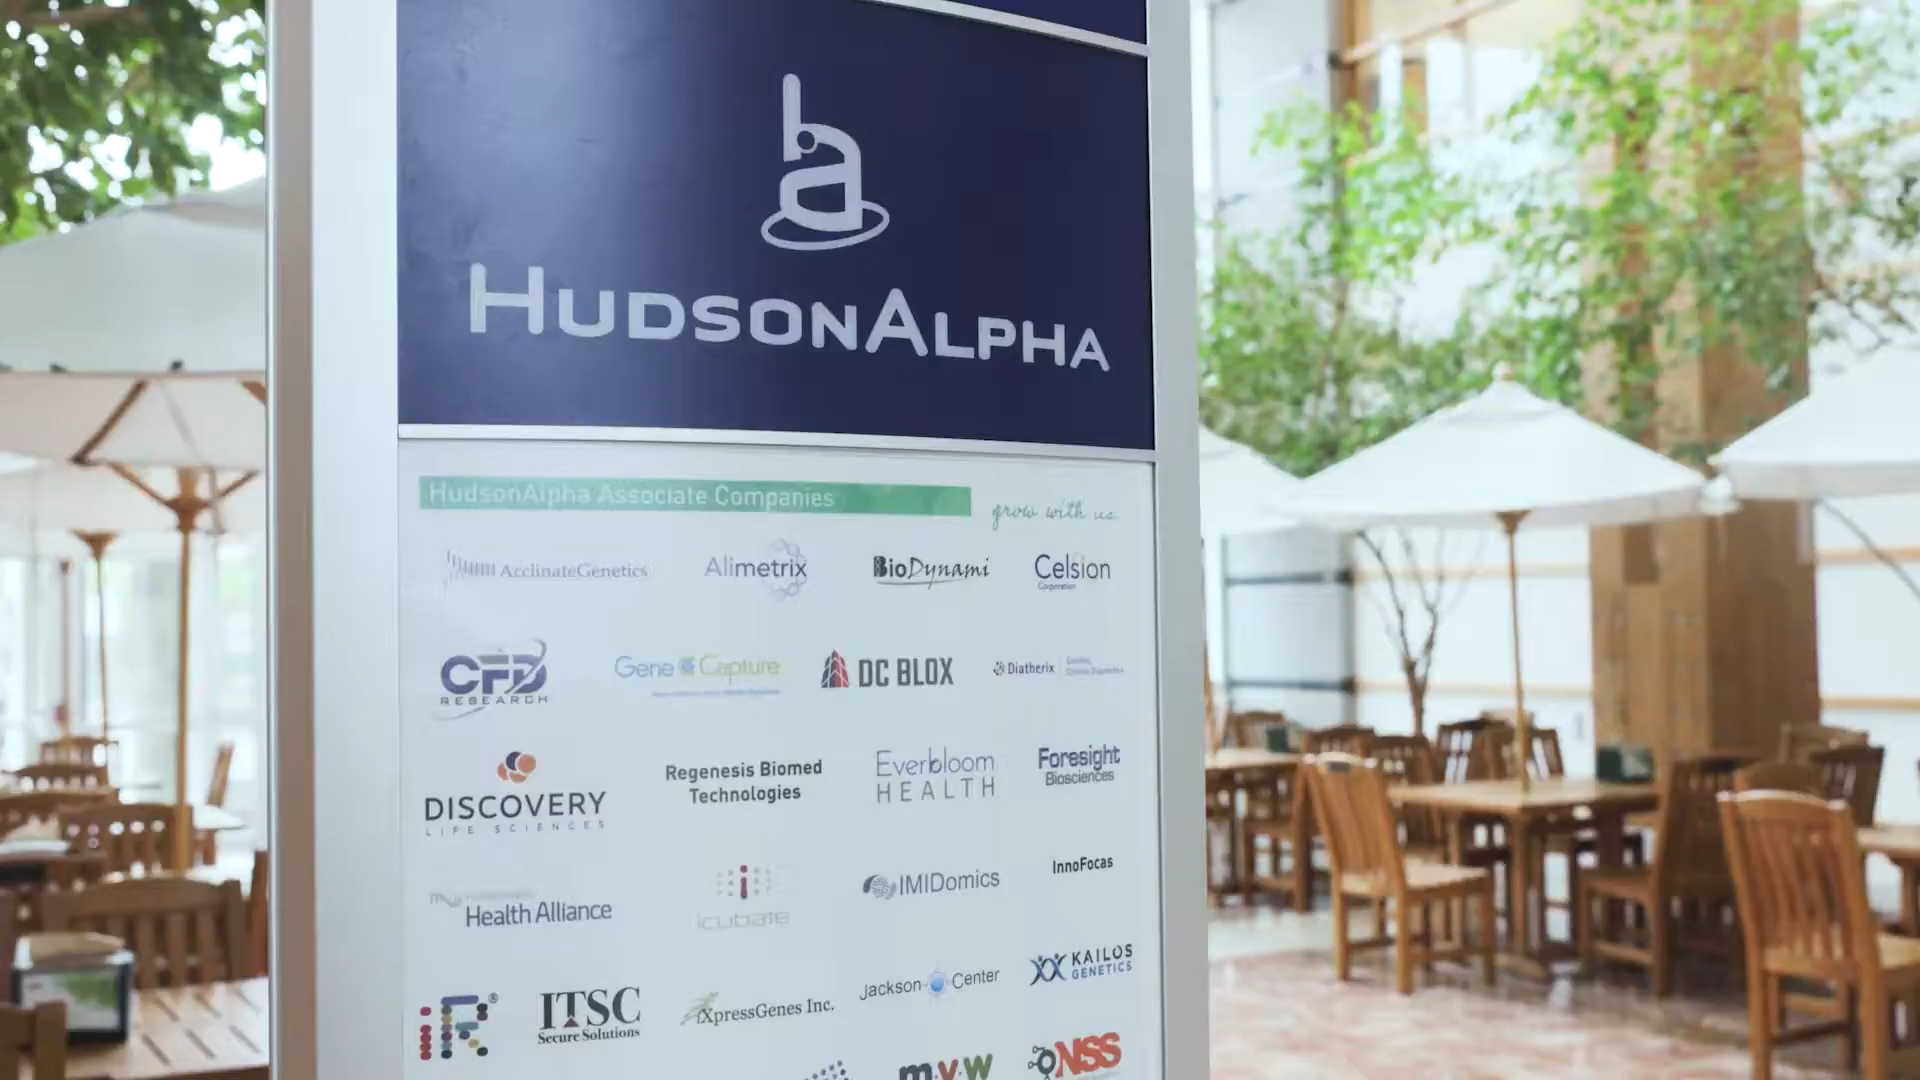 HUDSONALPHA
HudsonAlpha Associate Companies
grow with us
AcclinateGenetics
Alimetrix
BioDynami
Celsion
Corporation
CFD
RESEARCH
Gene Capture
DC BLOX
Diatherix
DISCOVERY
LIFE SCIENCES
Regenesis Biomed
Technologies
Everbloom
HEALTH
Foresight
Biosciences
Health Alliance
icubate
IMIDomics
InnoFocas
iR®
ITSC
Secure Solutions
iXpressGenes Inc.
Jackson Center
KAILOS
GENETICS
m.v.w
NSS